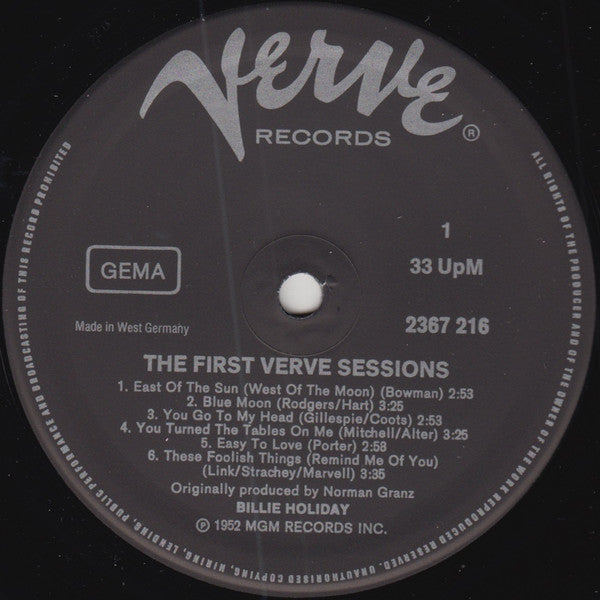 Verve
RECORDS ®
1
33 UpM
GEMA
Made in West Germany
2367 216
THE FIRST VERVE SESSIONS
1. East Of The Sun (West Of The Moon) (Bowman) 2:53
2. Blue Moon (Rodgers/Hart) 3:25
3. You Go To My Head (Gillespie/Coots) 2:53
4. You Turned The Tables On Me (Mitchell/Alter) 3:25
5. Easy To Love (Porter) 2:58
6. These Foolish Things (Remind Me Of You)
(Link/Strachey/Marvell) 3:35
Originally produced by Norman Granz
BILLIE HOLIDAY
℗ 1952 MGM RECORDS INC.
ALL RIGHTS OF THE PRODUCER AND OF THE OWNER OF THE WORK REPRODUCED RESERVED. UNAUTHORISED COPYING, HIRING, LENDING, PUBLIC PERFORMANCE AND BROADCASTING OF THIS RECORD PROHIBITED